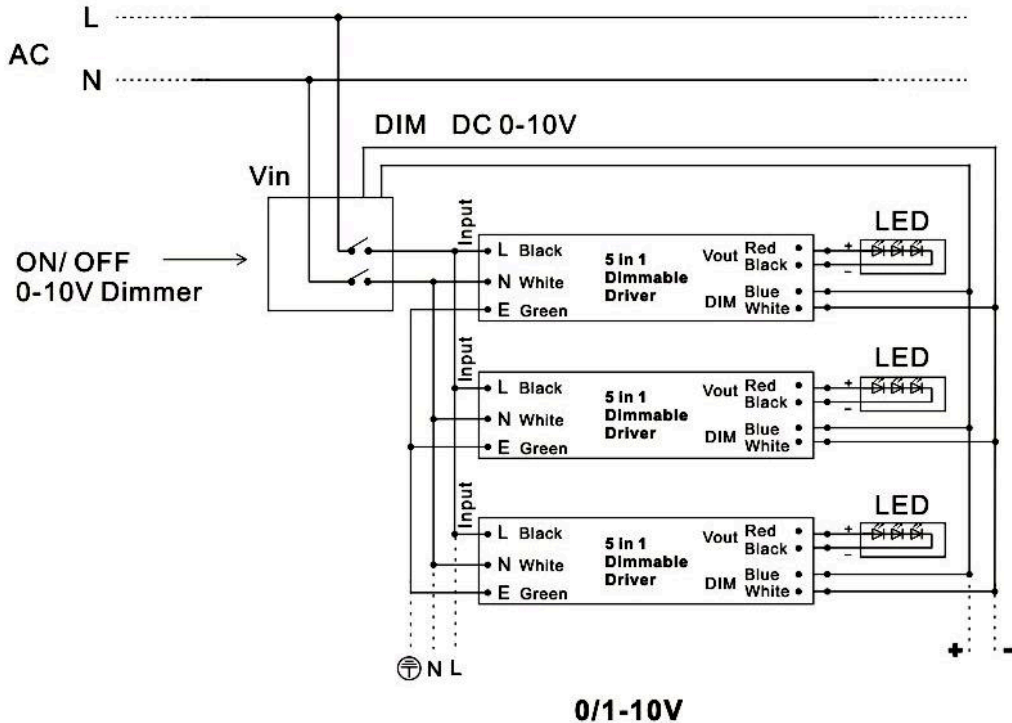 L
AC
N
DIM DC 0-10V
Vin
ON/ OFF
0-10V Dimmer
Input
L Black
N White
E Green
5 in 1
Dimmable
Driver
Vout Red
Black
DIM Blue
White
LED
+
–
Input
L Black
N White
E Green
5 in 1
Dimmable
Driver
Vout Red
Black
DIM Blue
White
LED
+
–
Input
L Black
N White
E Green
5 in 1
Dimmable
Driver
Vout Red
Black
DIM Blue
White
LED
+
–
N L
+ -
0/1-10V